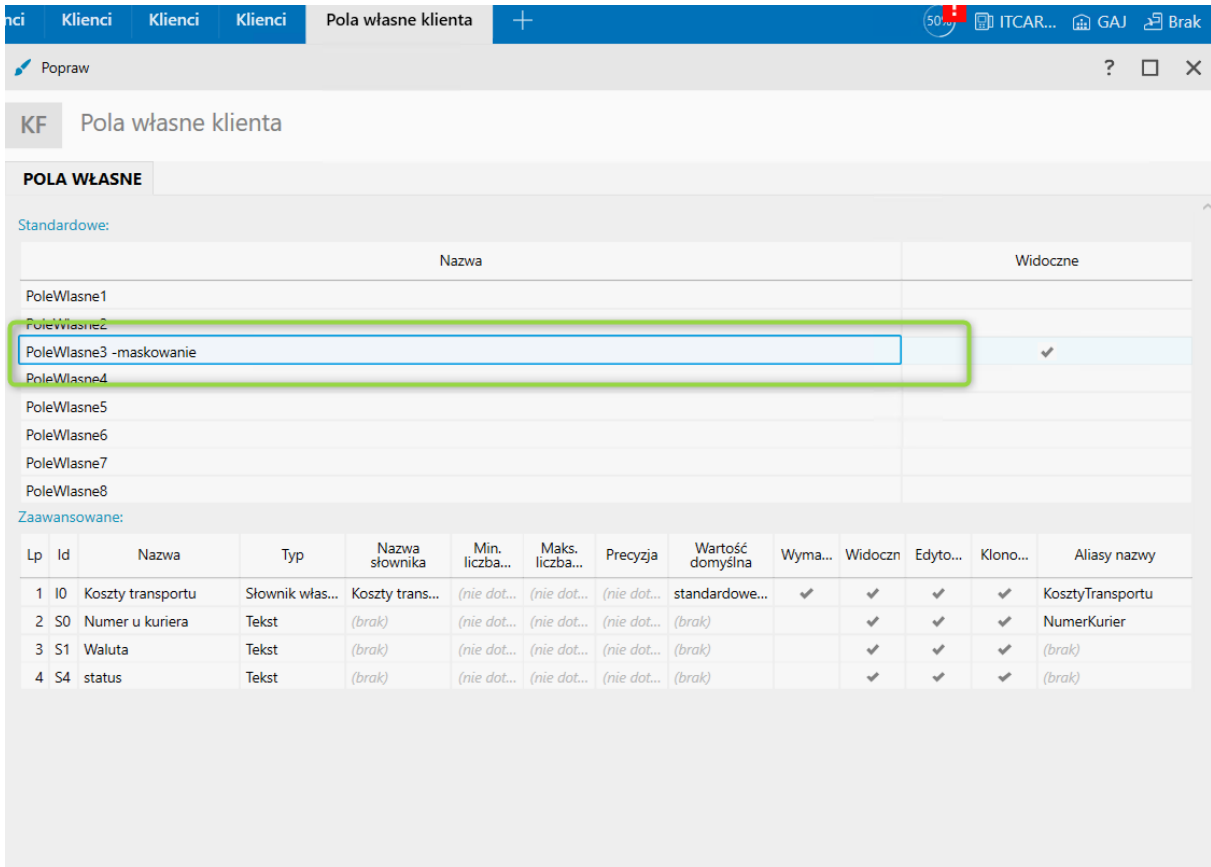 nci Klienci Klienci Klienci Pola własne klienta + 50% ! ITCAR... GAJ Brak
Popraw ?
KF Pola własne klienta
POLA WŁASNE
Standardowe:
Nazwa Widoczne
PoleWlasne1
PoleWlasne2
PoleWlasne3 -maskowanie
PoleWlasne4
PoleWlasne5
PoleWlasne6
PoleWlasne7
PoleWlasne8
Zaawansowane:
Lp Id Nazwa Typ Nazwa słownika Min. liczba... Maks. liczba... Precyzja Wartość domyślna Wyma... Widoczn Edyto... Klono... Aliasy nazwy
1 I0 Koszty transportu Słownik włas... Koszty trans... (nie dot... (nie dot... (nie dot... standardowe... KosztyTransportu
2 S0 Numer u kuriera Tekst (brak) (nie dot... (nie dot... (nie dot... (brak) NumerKurier
3 S1 Waluta Tekst (brak) (nie dot... (nie dot... (nie dot... (brak) (brak)
4 S4 status Tekst (brak) (nie dot... (nie dot... (nie dot... (brak) (brak)